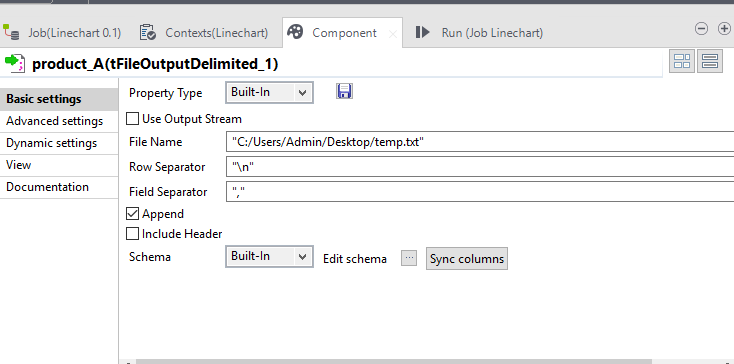 Job(Linechart 0.1) Contexts(Linechart) Component Run (Job Linechart)
product_A(tFileOutputDelimited_1)
Basic settings
Advanced settings
Dynamic settings
View
Documentation
Property Type Built-In
Use Output Stream
File Name "C:/Users/Admin/Desktop/temp.txt"
Row Separator "\n"
Field Separator ","
Append
Include Header
Schema Built-In Edit schema ... Sync columns